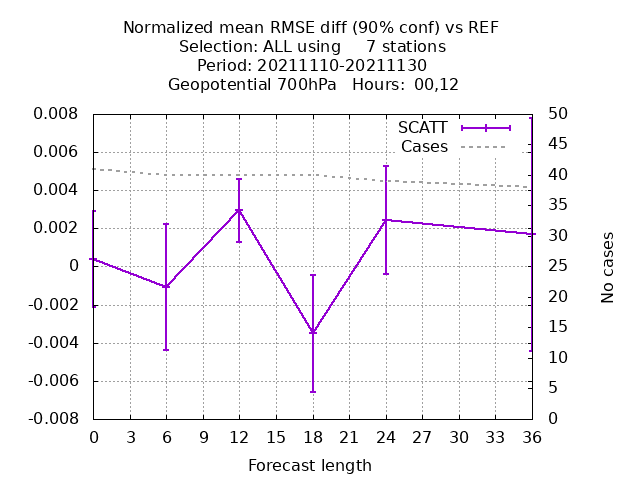 Normalized mean RMSE diff (90% conf) vs REF
Selection: ALL using     7 stations
Period: 20211110-20211130
Geopotential 700hPa   Hours: 00,12
SCATT
Cases
0.008
0.006
0.004
0.002
0
-0.002
-0.004
-0.006
-0.008
50
45
40
35
30
25
20
15
10
5
0
No cases
0 3 6 9 12 15 18 21 24 27 30 33 36
Forecast length